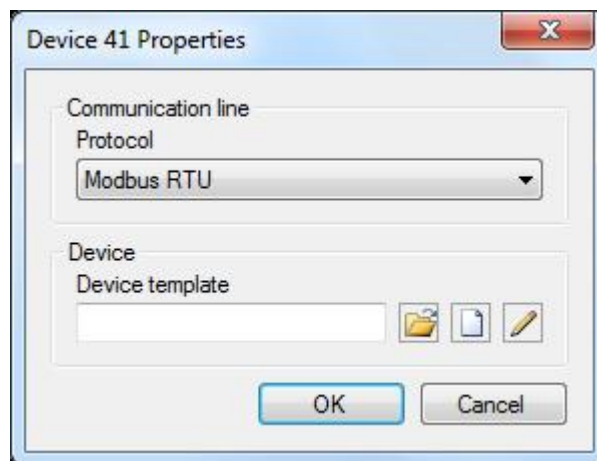 Device 41 Properties
Communication line
Protocol
Modbus RTU
Device
Device template
OK Cancel